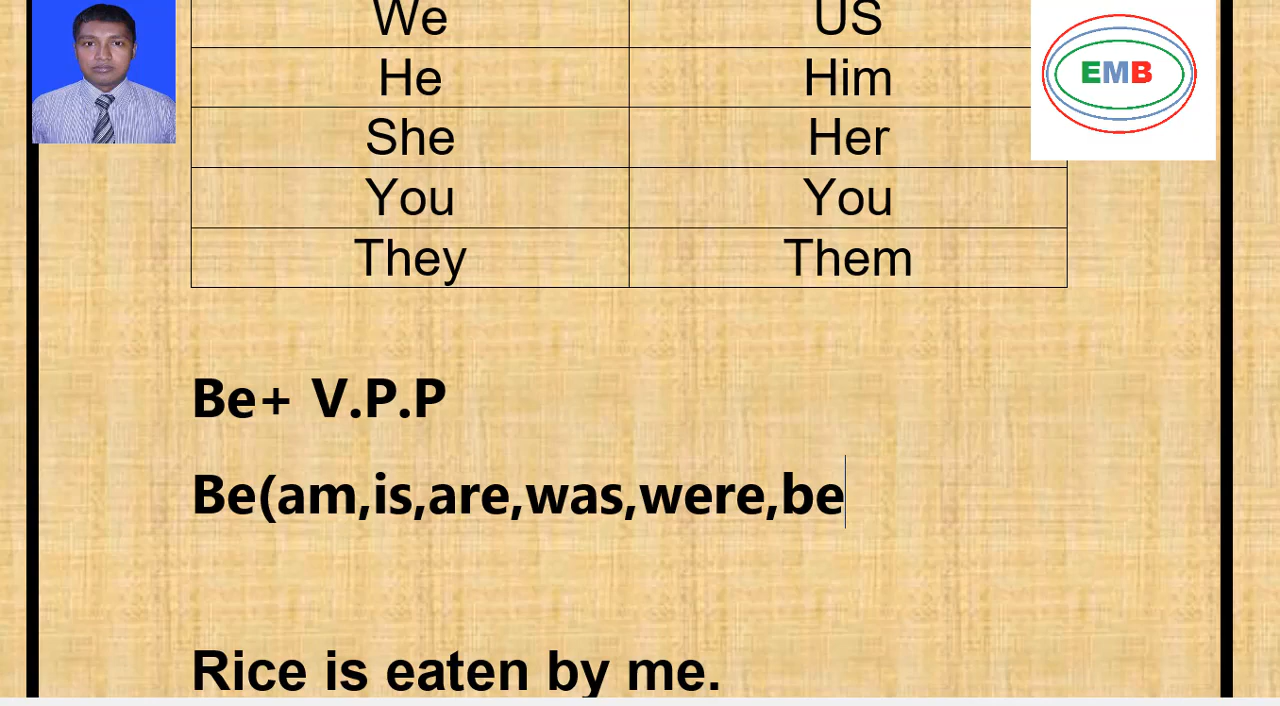 We US
He Him
EMB
She Her
You You
They Them
Be+ V.P.P
Be(am,is,are,was,were,be
Rice is eaten by me.